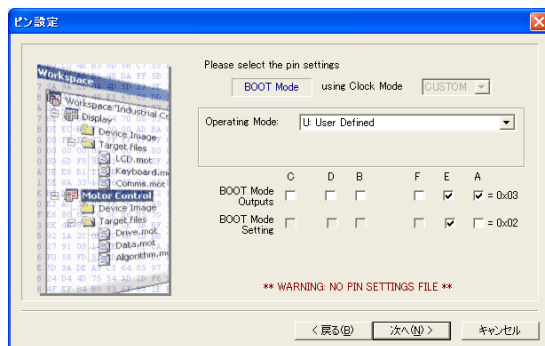 ピン設定
Please select the pin settings
BOOT Mode using Clock Mode CUSTOM
Operating Mode: U: User Defined
C D B F E A
BOOT Mode Outputs = 0x03
BOOT Mode Setting = 0x02
** WARNING: NO PIN SETTINGS FILE **
Workspace
Workspace "Industrial Co
Display
Device Image
Target files
LCD.mot
Keyboard.m
Comms.mot
Motor Control
Device Image
Target files
Drive.mot
Data.mot
Algorithm.m
< 戻る(B) 次へ(N) > キャンセル